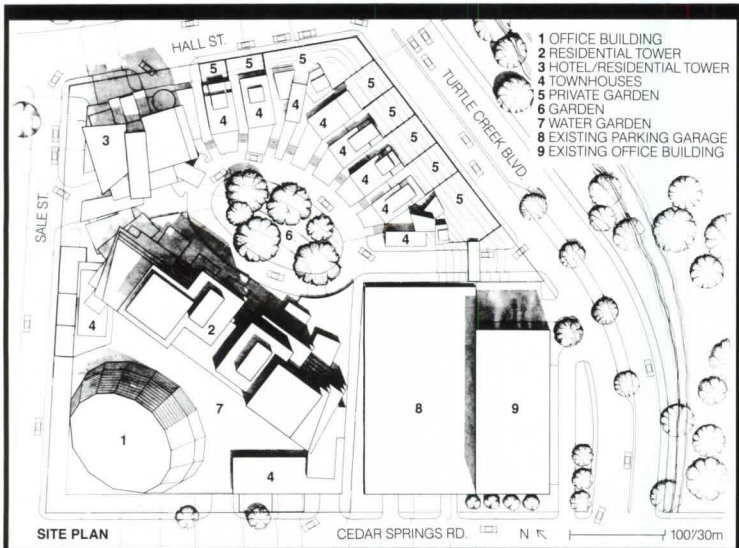 HALL ST.
1 OFFICE BUILDING
2 RESIDENTIAL TOWER
3 HOTEL/RESIDENTIAL TOWER
4 TOWNHOUSES
5 PRIVATE GARDEN
6 GARDEN
7 WATER GARDEN
8 EXISTING PARKING GARAGE
9 EXISTING OFFICE BUILDING
TURTLE CREEK BLVD.
SALE ST.
5 5 5
5
4 4 4
5
3
4
5
4
5
4
5
4
6
4
4
2
7
8
9
1
4
SITE PLAN
CEDAR SPRINGS RD.
N
100'/30m